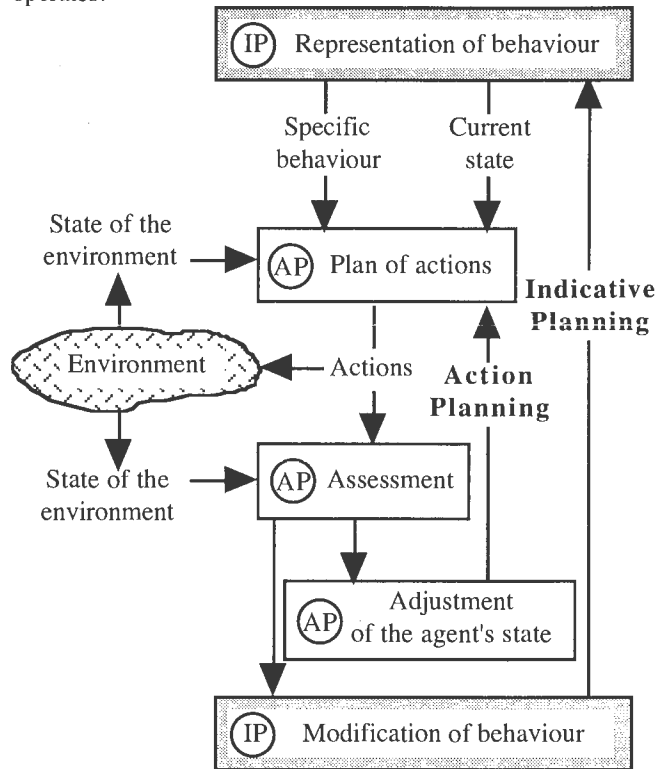 IP Representation of behaviour
Specific
behaviour
Current
state
State of the
environment
AP Plan of actions
Indicative
Planning
Environment
Actions
Action
Planning
State of the
environment
AP Assessment
AP Adjustment
of the agent's state
IP Modification of behaviour